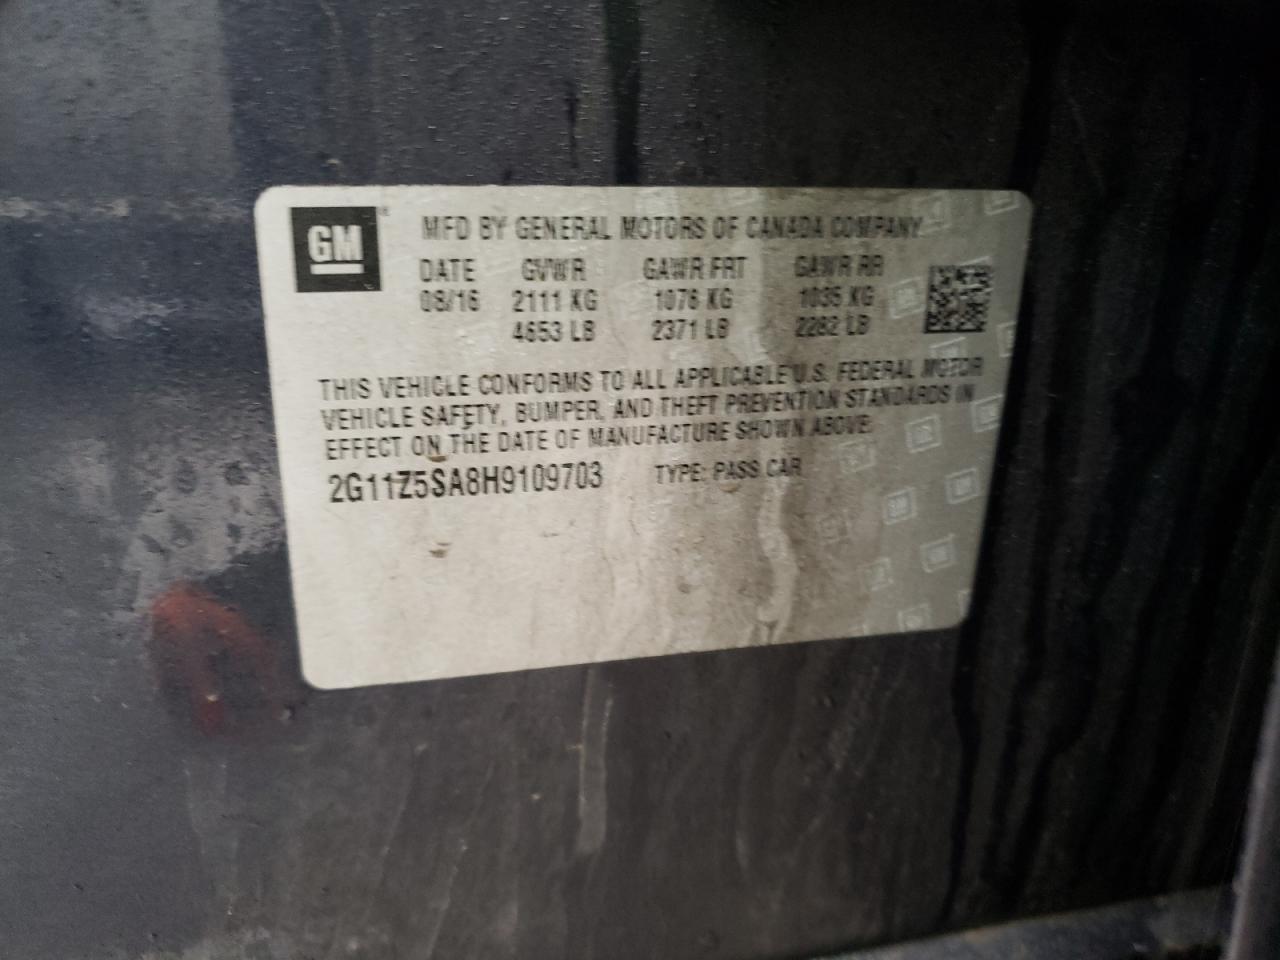 GM
MFD BY GENERAL MOTORS OF CANADA COMPANY
DATE GVWR GAWR FRT GAWR RR
08/16 2111 KG 1076 KG 1035 KG
4653 LB 2371 LB 2282 LB
THIS VEHICLE CONFORMS TO ALL APPLICABLE U.S. FEDERAL MOTOR
VEHICLE SAFETY, BUMPER, AND THEFT PREVENTION STANDARDS IN
EFFECT ON THE DATE OF MANUFACTURE SHOWN ABOVE.
2G11Z5SA8H9109703 TYPE: PASS CAR